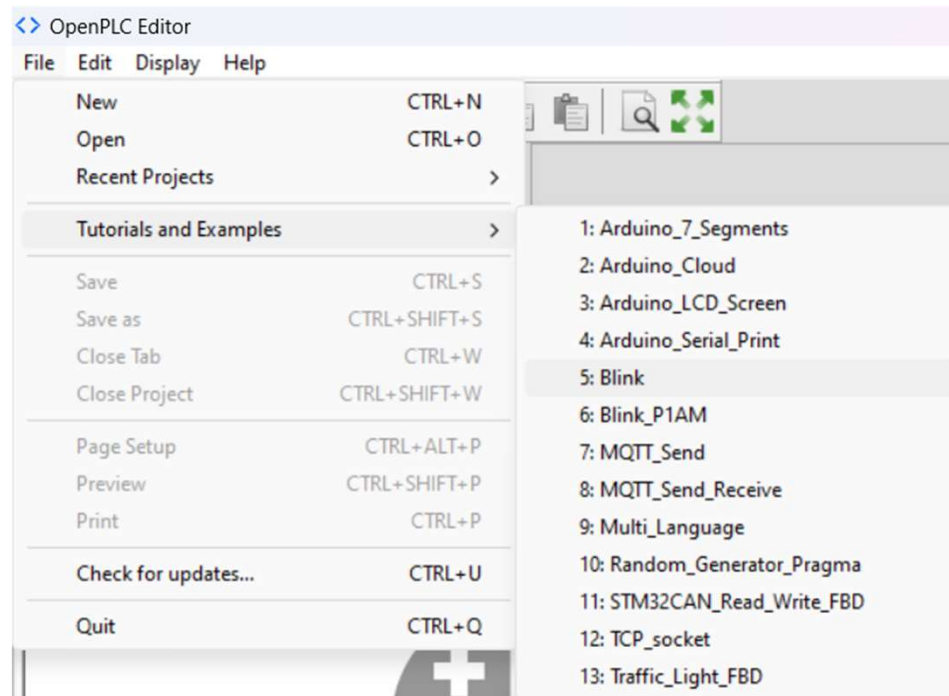 OpenPLC Editor
File Edit Display Help
New CTRL+N
Open CTRL+O
Recent Projects
Tutorials and Examples
Save CTRL+S
Save as CTRL+SHIFT+S
Close Tab CTRL+W
Close Project CTRL+SHIFT+W
Page Setup CTRL+ALT+P
Preview CTRL+SHIFT+P
Print CTRL+P
Check for updates... CTRL+U
Quit CTRL+Q
1: Arduino_7_Segments
2: Arduino_Cloud
3: Arduino_LCD_Screen
4: Arduino_Serial_Print
5: Blink
6: Blink_P1AM
7: MQTT_Send
8: MQTT_Send_Receive
9: Multi_Language
10: Random_Generator_Pragma
11: STM32CAN_Read_Write_FBD
12: TCP_socket
13: Traffic_Light_FBD